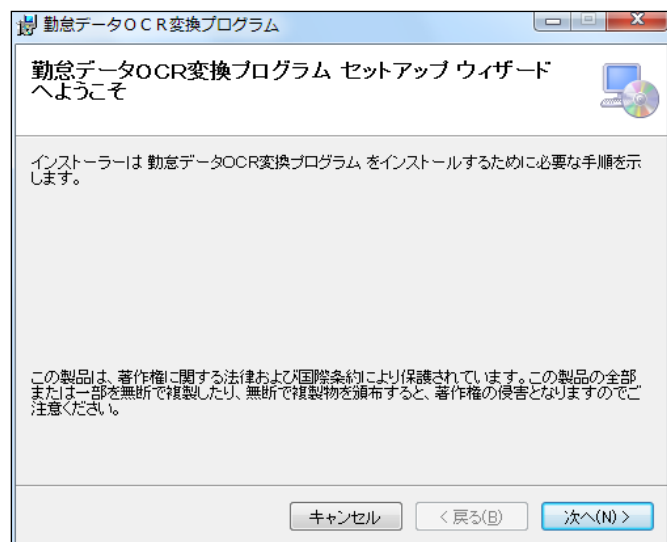 勤怠データOCR変換プログラム
勤怠データOCR変換プログラム セットアップ ウィザード
へようこそ
インストーラーは 勤怠データOCR変換プログラム をインストールするために必要な手順を示
します。
この製品は、著作権に関する法律および国際条約により保護されています。この製品の全部
または一部を無断で複製したり、無断で複製物を頒布すると、著作権の侵害となりますのでご
注意ください。
キャンセル
< 戻る(B)
次へ(N) >